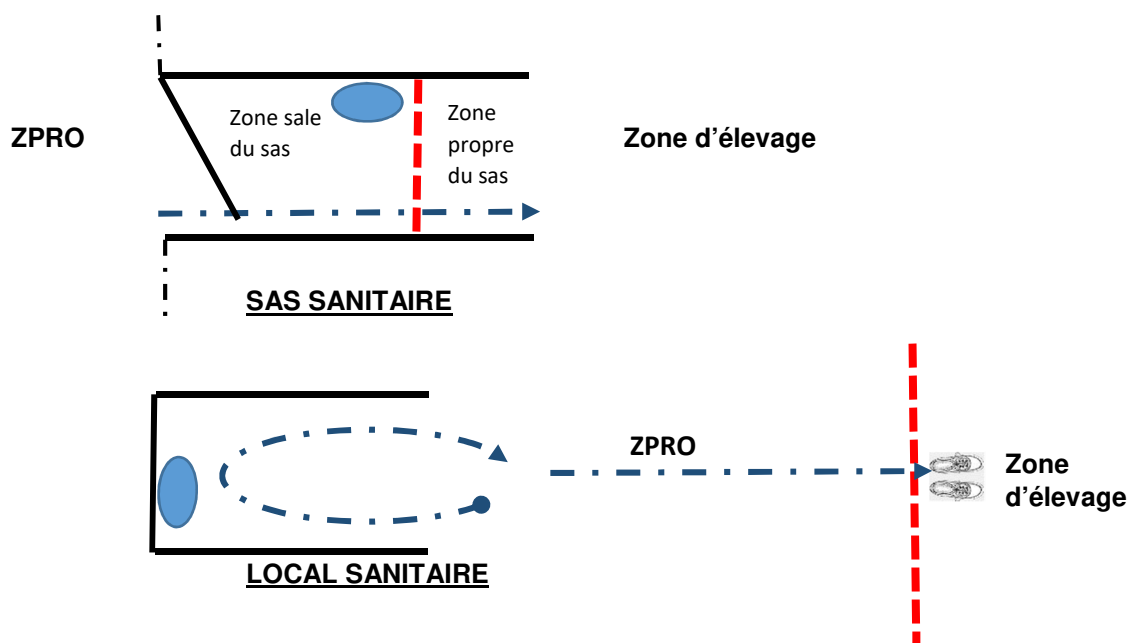 ZPRO
Zone sale
du sas
Zone
propre
du sas
Zone d’élevage
SAS SANITAIRE
ZPRO
Zone
d’élevage
LOCAL SANITAIRE